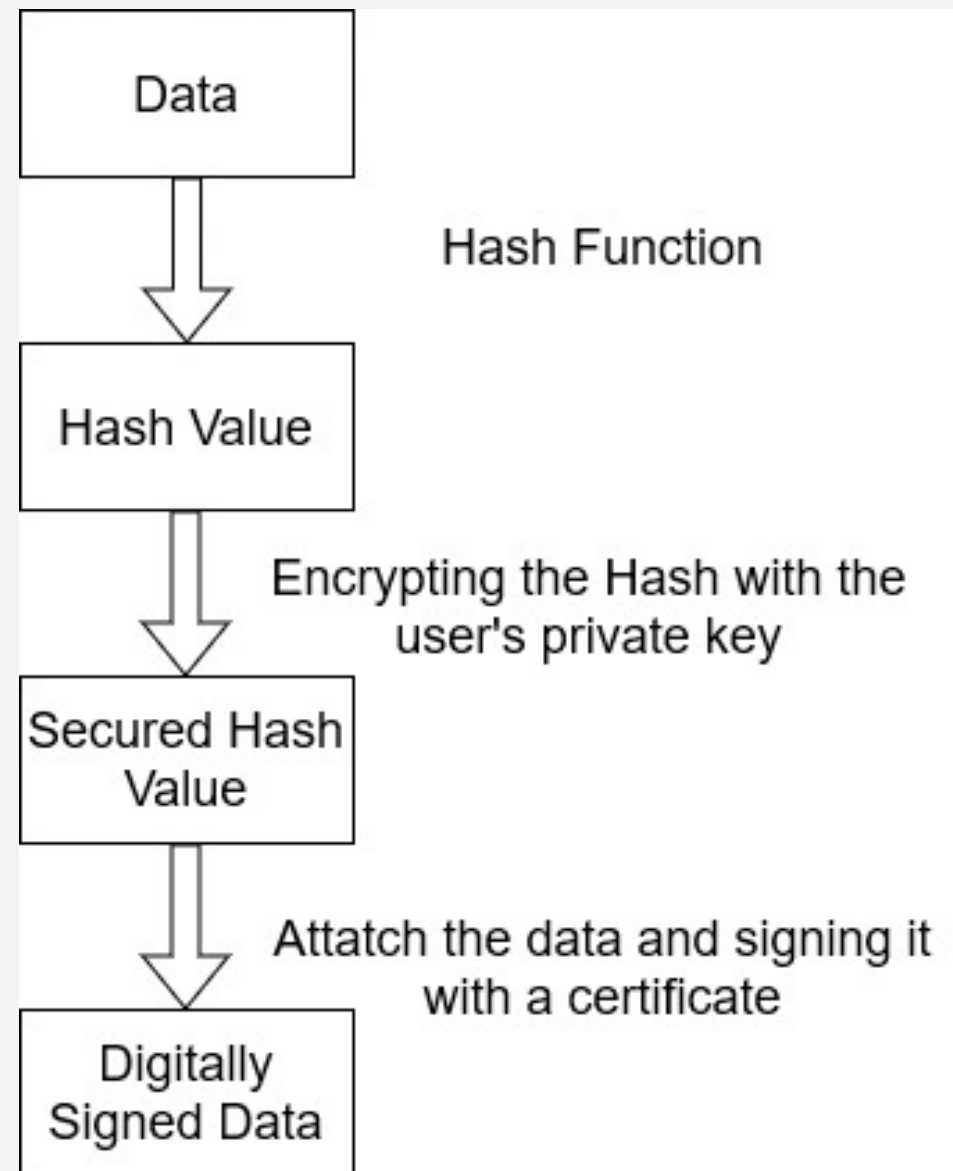 Data
Hash Function
Hash Value
Encrypting the Hash with the
user's private key
Secured Hash
Value
Attatch the data and signing it
with a certificate
Digitally
Signed Data